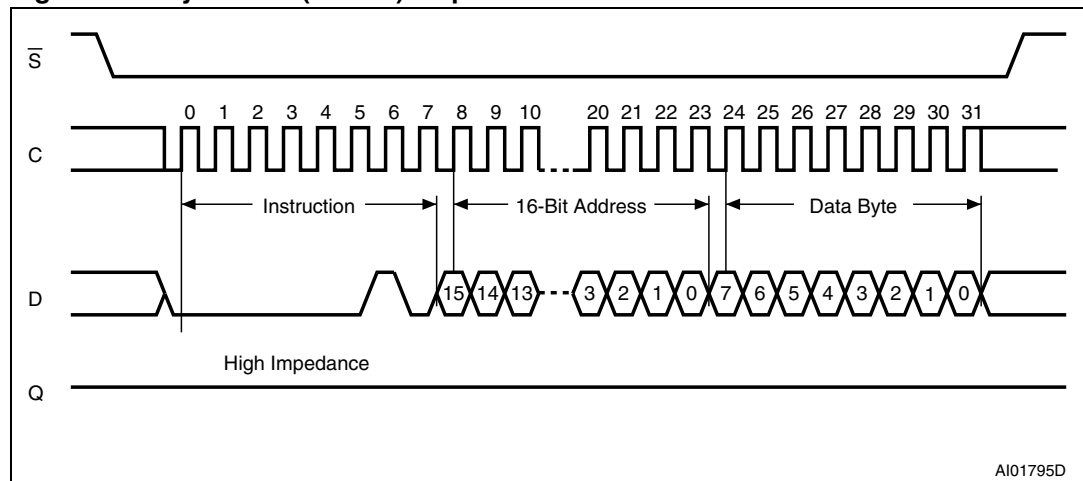 S
0 1 2 3 4 5 6 7 8 9 10 20 21 22 23 24 25 26 27 28 29 30 31
C
Instruction 16-Bit Address Data Byte
D
15 14 13 3 2 1 0 7 6 5 4 3 2 1 0
High Impedance
Q
AI01795D